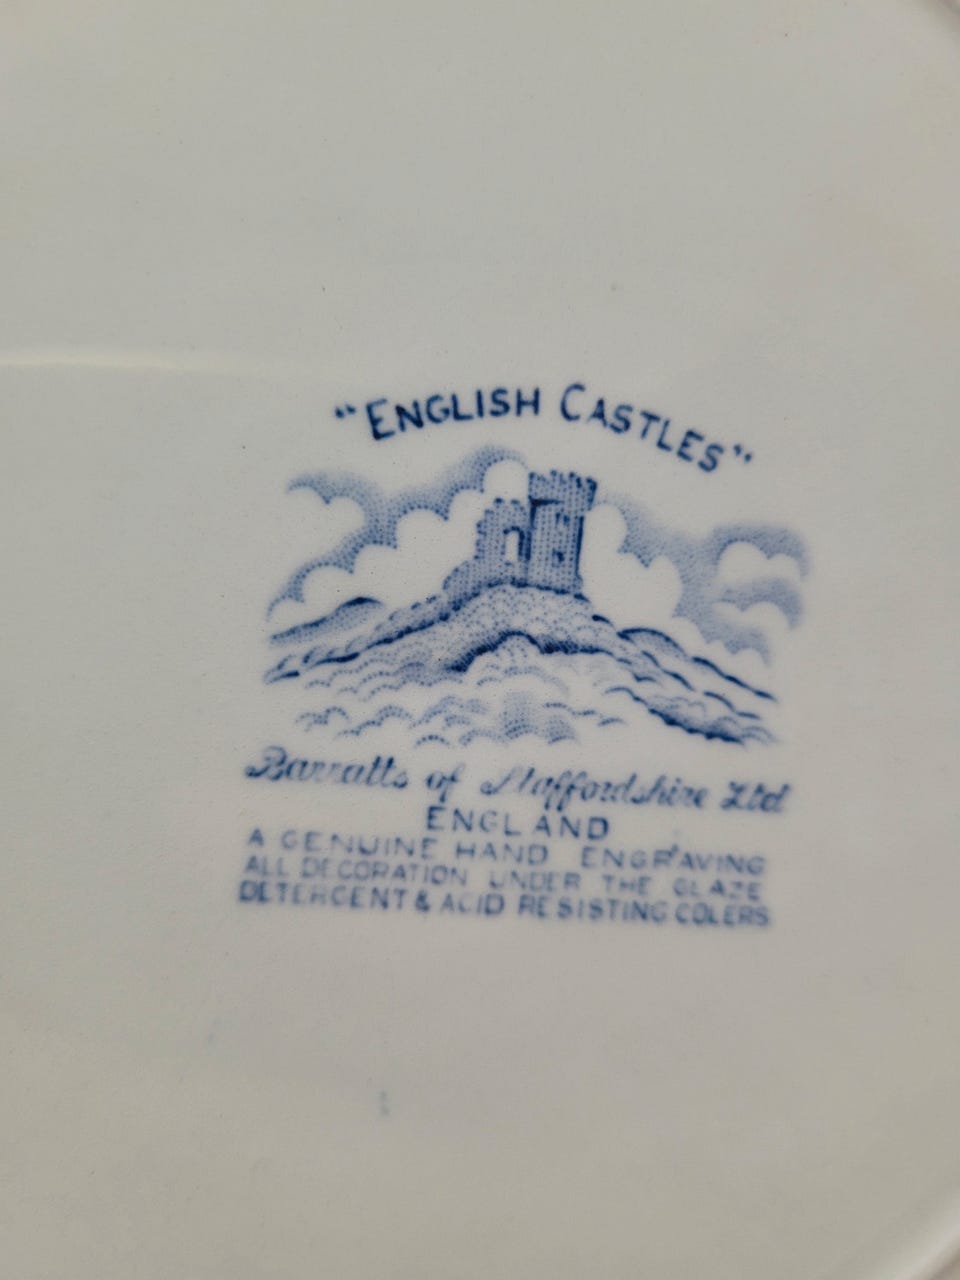 "ENGLISH CASTLES"
Barratts of Staffordshire Ltd
ENGLAND
A GENUINE HAND ENGRAVING
ALL DECORATION UNDER THE GLAZE
DETERGENT & ACID RESISTING COLERS